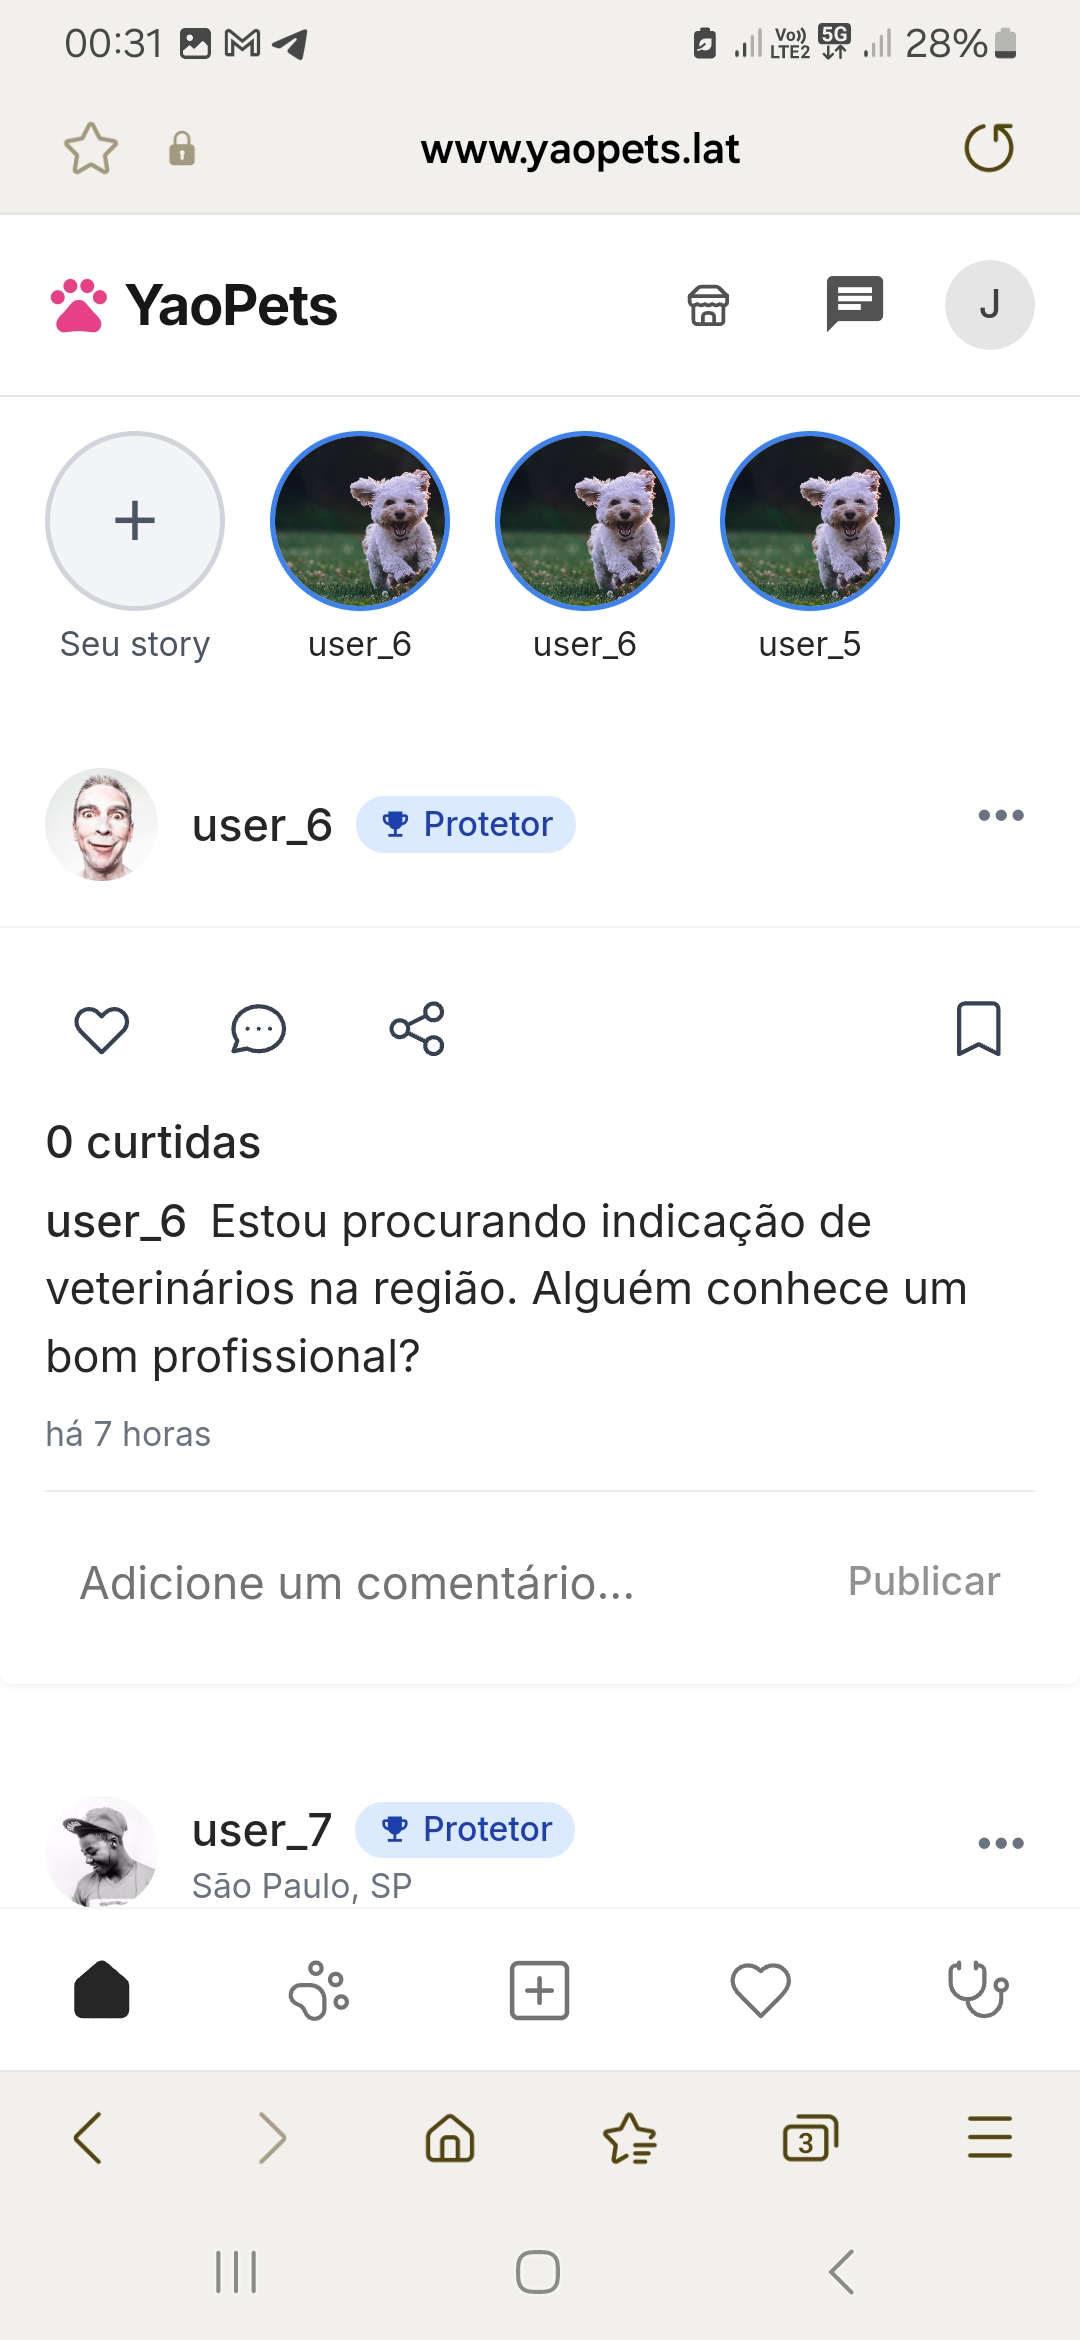 00:31 Vo)) LTE2 5G 28%
www.yaopets.lat
YaoPets J
Seu story user_6 user_6 user_5
user_6 Protetor
0 curtidas
user_6 Estou procurando indicação de
veterinários na região. Alguém conhece um
bom profissional?
há 7 horas
Adicione um comentário... Publicar
user_7 Protetor
São Paulo, SP
3